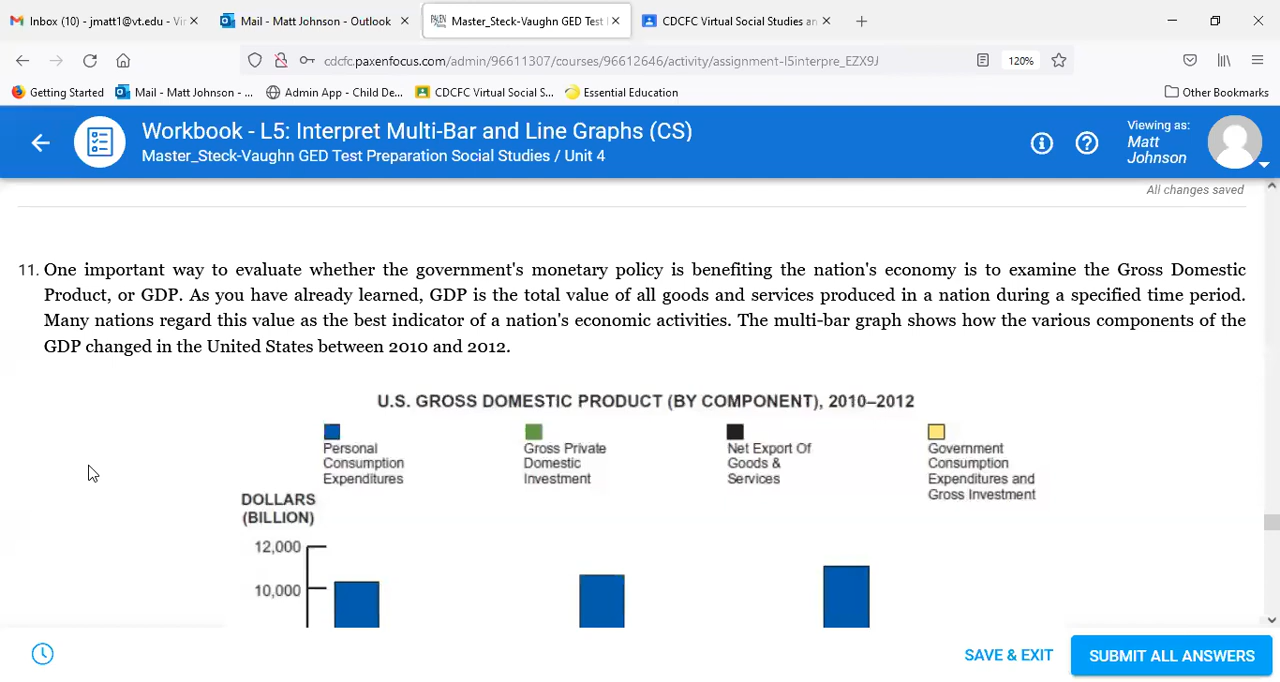 Inbox (10) - jmatt1@vt.edu - Vir
Mail - Matt Johnson - Outlook
PAXEN
Master_Steck-Vaughn GED Test
CDCFC Virtual Social Studies an
cdcfc.paxenfocus.com/admin/96611307/courses/96612646/activity/assignment-l5interpre_EZX9J
120%
Getting Started
Mail - Matt Johnson - ...
Admin App - Child De...
CDCFC Virtual Social S...
Essential Education
Other Bookmarks
Workbook - L5: Interpret Multi-Bar and Line Graphs (CS)
Master_Steck-Vaughn GED Test Preparation Social Studies / Unit 4
Viewing as:
Matt
Johnson
All changes saved
11. One important way to evaluate whether the government's monetary policy is benefiting the nation's economy is to examine the Gross Domestic
Product, or GDP. As you have already learned, GDP is the total value of all goods and services produced in a nation during a specified time period.
Many nations regard this value as the best indicator of a nation's economic activities. The multi-bar graph shows how the various components of the
GDP changed in the United States between 2010 and 2012.
U.S. GROSS DOMESTIC PRODUCT (BY COMPONENT), 2010–2012
Personal
Consumption
Expenditures
Gross Private
Domestic
Investment
Net Export Of
Goods &
Services
Government
Consumption
Expenditures and
Gross Investment
DOLLARS
(BILLION)
12,000
10,000
SAVE & EXIT
SUBMIT ALL ANSWERS